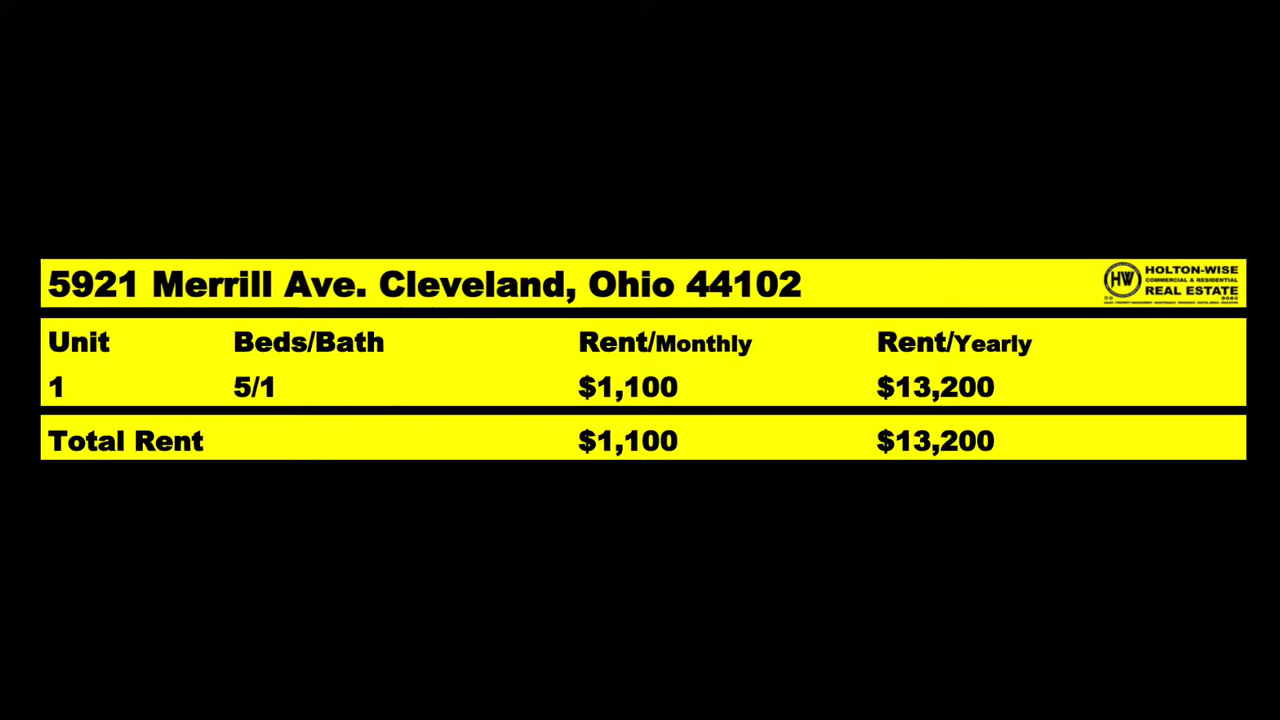 5921 Merrill Ave. Cleveland, Ohio 44102
HW
HOLTON-WISE
COMMERCIAL & RESIDENTIAL
REAL ESTATE
Unit Beds/Bath Rent/Monthly Rent/Yearly
1 5/1 $1,100 $13,200
Total Rent $1,100 $13,200